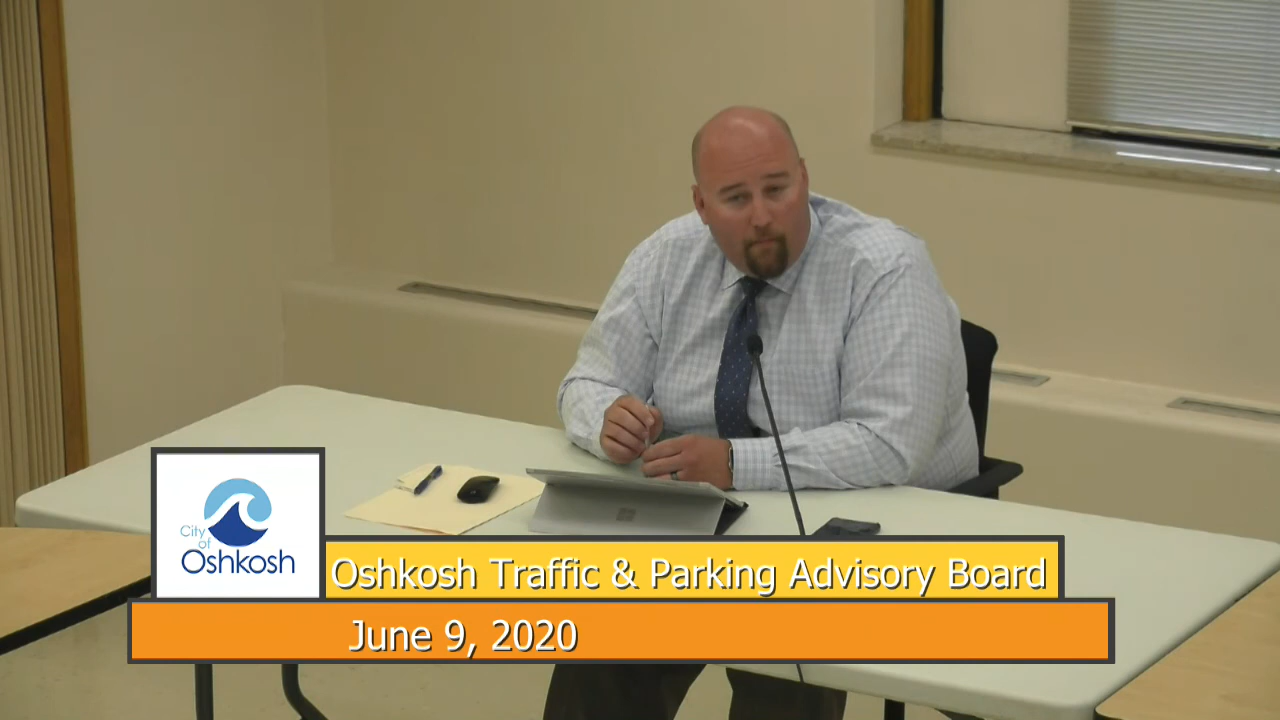 City
of
Oshkosh
Oshkosh Traffic & Parking Advisory Board
June 9, 2020